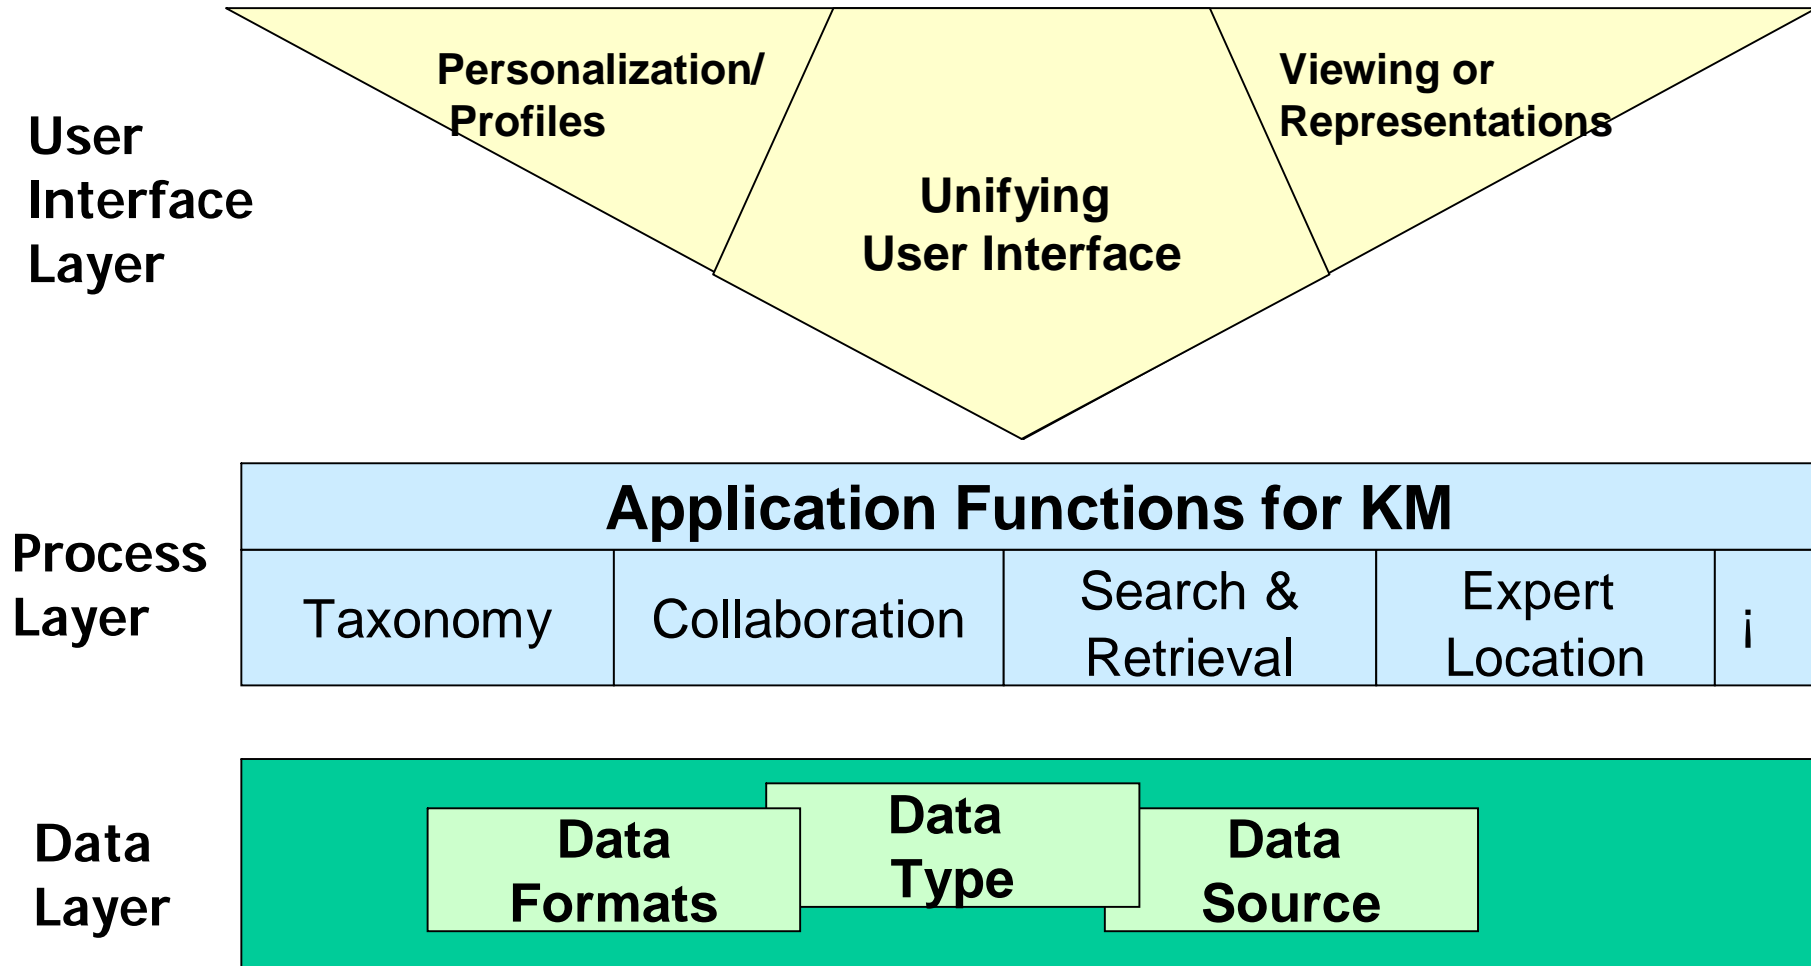 User
Interface
Layer
Personalization/
Profiles
Unifying
User Interface
Viewing or
Representations
Process
Layer
Application Functions for KM
Taxonomy
Collaboration
Search &
Retrieval
Expert
Location
¡
Data
Layer
Data
Formats
Data
Type
Data
Source